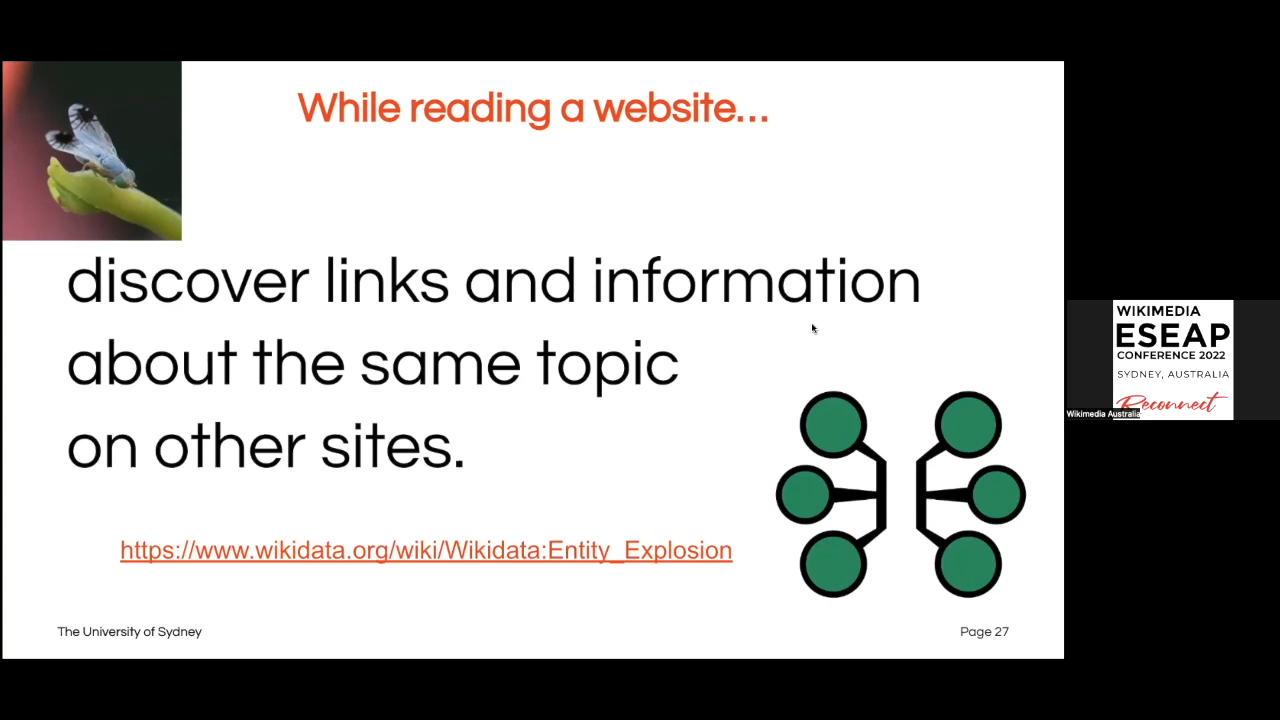 While reading a website...
discover links and information
about the same topic
on other sites.
https://www.wikidata.org/wiki/Wikidata:Entity_Explosion
The University of Sydney
Page 27
WIKIMEDIA
ESEAP
CONFERENCE 2022
SYDNEY, AUSTRALIA
Reconnect
Wikimedia Australia